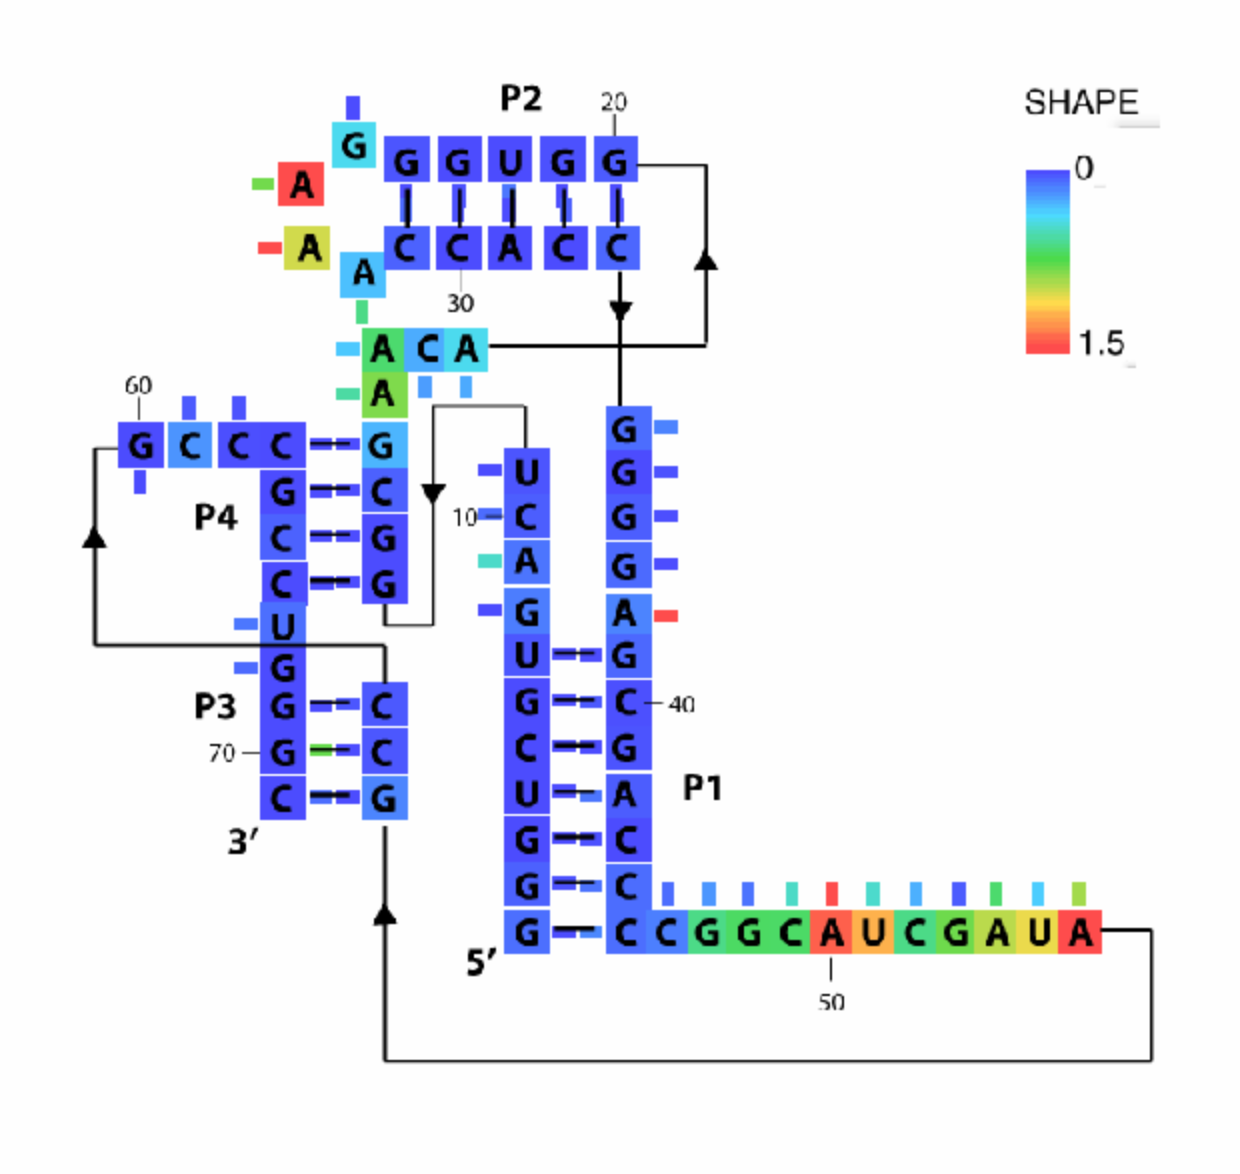 P2
20
SHAPE
0
1.5
G G G U G G
A
A A C C A C C
30
A C A
A
60
G C C C G
G C
P4
C G
C G
U
G
P3
G C
70 G C
C G
3′
U G
10 C G
A G
G A
U G
G C 40
C G
P1
U A
G C
G C
5′
G C C G G C A U C G A U A
50